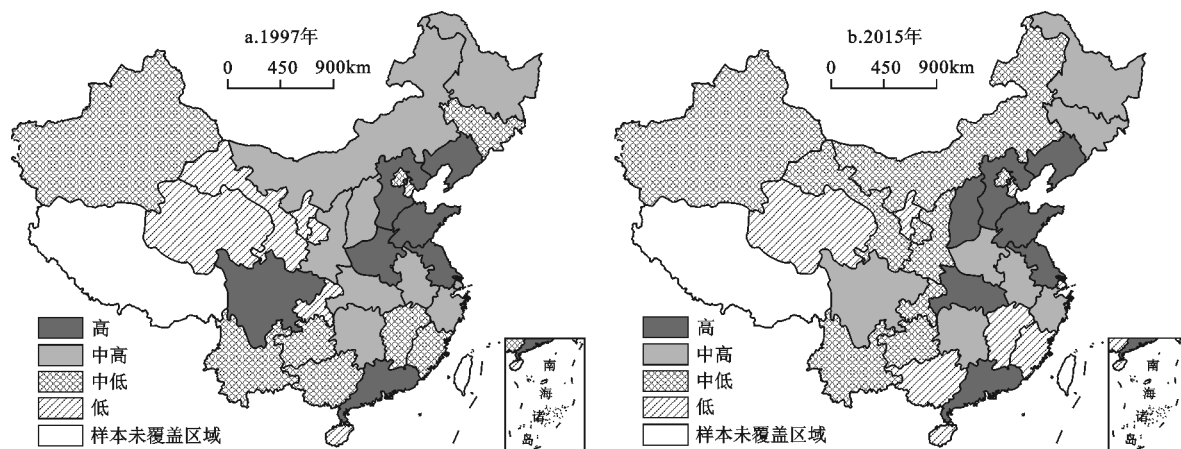 a.1997年
0 450 900km
高
中高
中低
低
样本未覆盖区域
南
海
诸
岛
b.2015年
0 450 900km
高
中高
中低
低
样本未覆盖区域
南
海
诸
岛